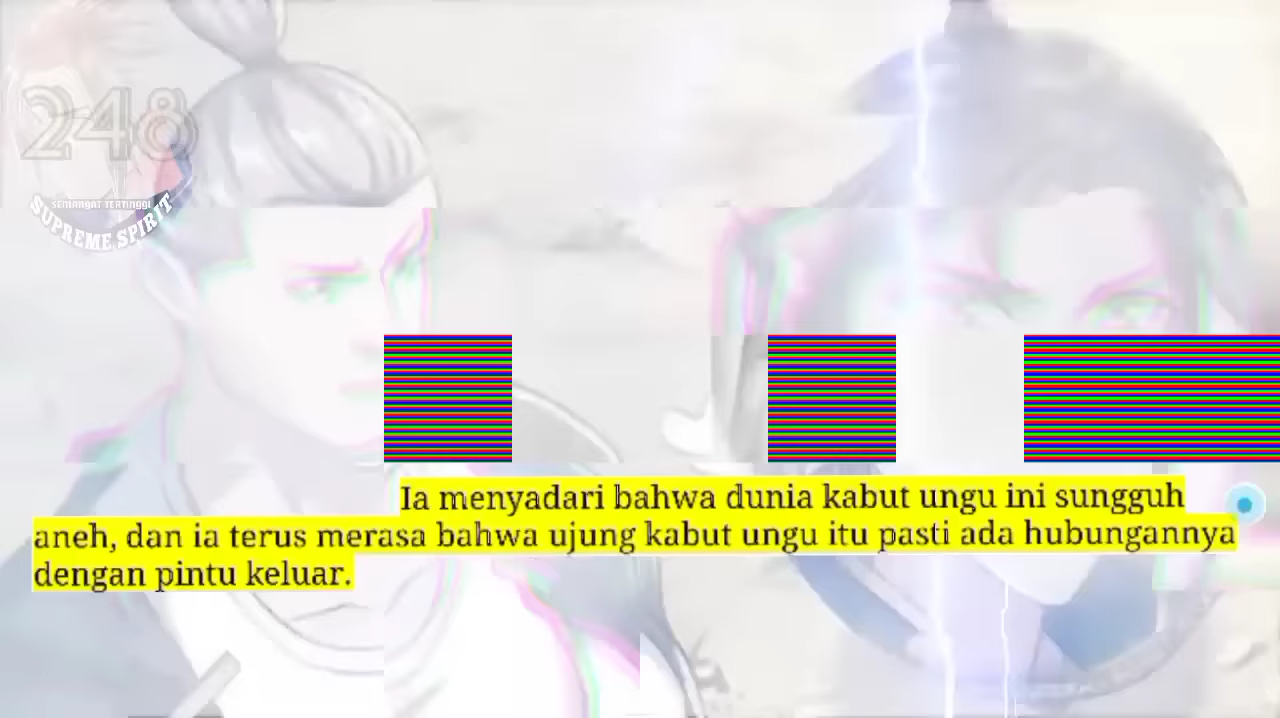 248
SEMANGAT TERTINGGI
SUPREME SPIRIT
Ia menyadari bahwa dunia kabut ungu ini sungguh
aneh, dan ia terus merasa bahwa ujung kabut ungu itu pasti ada hubungannya
dengan pintu keluar.